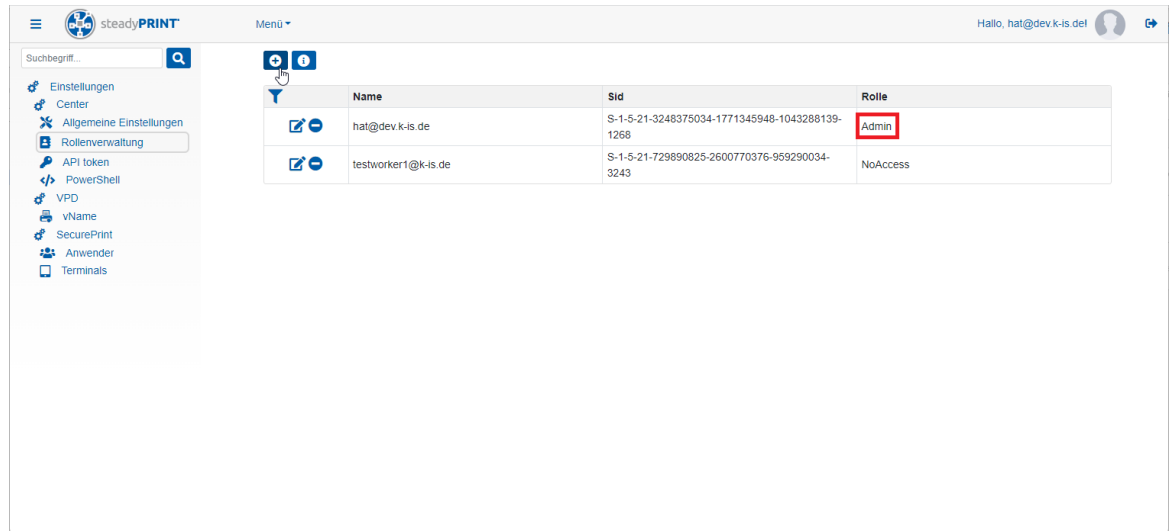 steadyPRINT
Menü
Hallo, hat@dev.k-is.de!
Suchbegriff...
Einstellungen
Center
Allgemeine Einstellungen
Rollenverwaltung
API token
PowerShell
VPD
vName
SecurePrint
Anwender
Terminals
Name Sid Rolle
hat@dev.k-is.de S-1-5-21-3248375034-1771345948-1043288139-
1268 Admin
testworker1@k-is.de S-1-5-21-729890825-2600770376-959290034-
3243 NoAccess